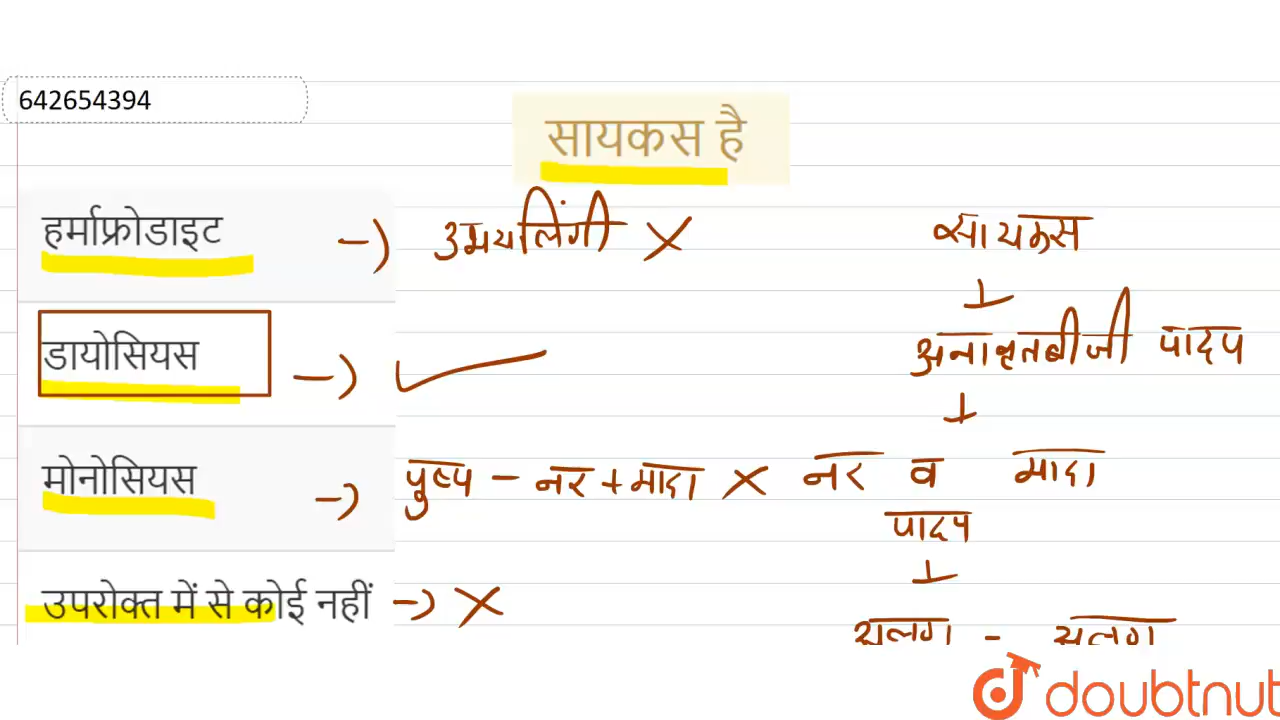 642654394
सायकस है
हर्माफ्रोडाइट -) उभयलिंगी X
सायकस
डायोसियस -)
अनावृतबीजी पादप
मोनोसियस -) पुष्प - नर + मादा X
नर व मादा
पादप
उपरोक्त में से कोई नहीं -) X
अलग - अलग
doubtnut